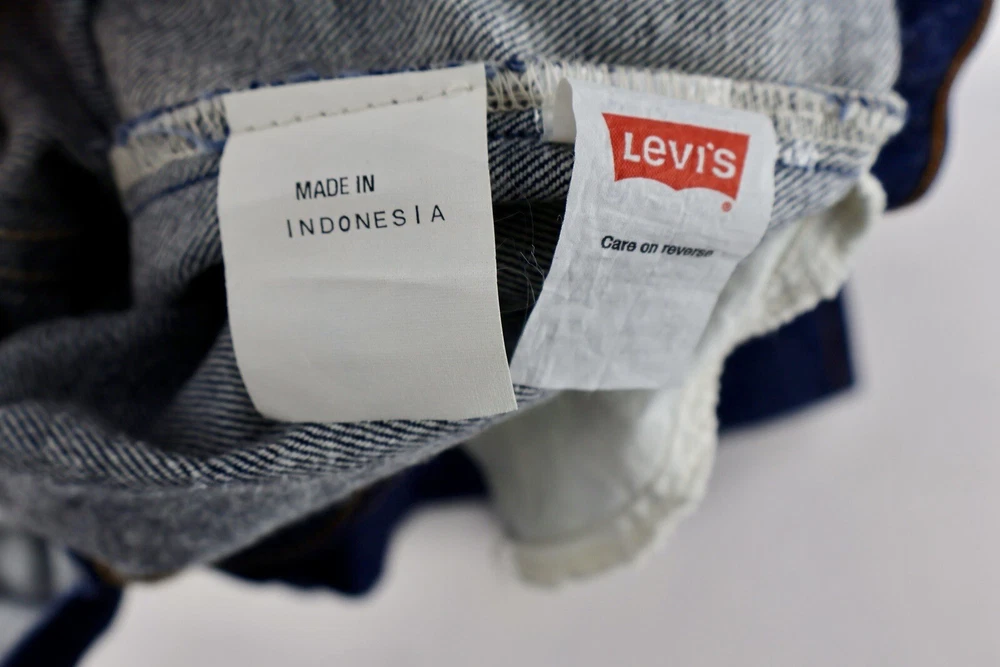 MADE IN
INDONESIA
LEVI'S
Care on reverse